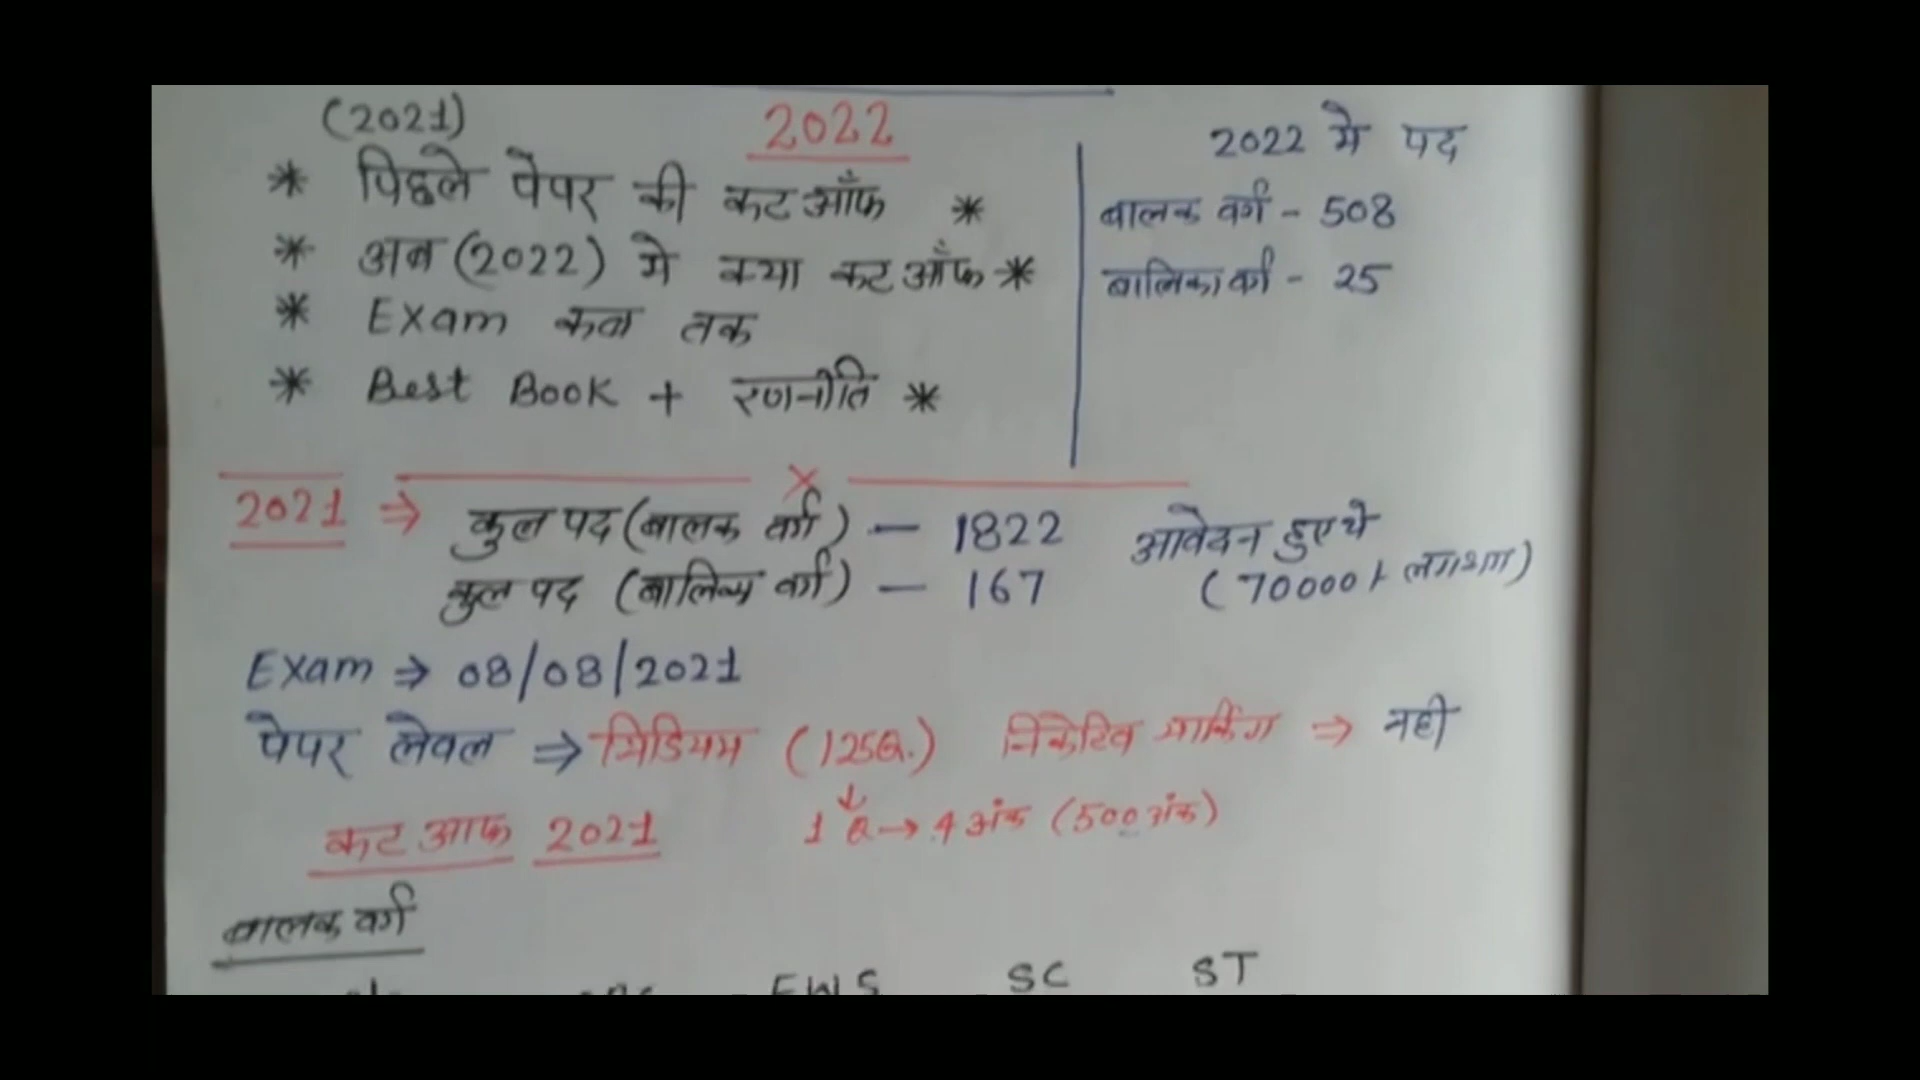 (2021) 2022
* पिछले पेपर की कट ऑफ *
* अब (2022) मे क्या कट ऑफ *
* Exam कब तक
* Best Book + रणनीति *
2022 मे पद
बालक वर्ग - 508
बालिका वर्ग - 25
2021 ⇒ कुल पद (बालक वर्ग) - 1822 आवेदन हुए थे
कुल पद (बालिका वर्ग) - 167 (70000+ लगभग)
Exam ⇒ 08/08/2021
पेपर लेवल ⇒ मिडियम (125Q.) निगेटिव मार्किंग ⇒ नही
कट आफ 2021 1 Q → 4 अंक (500 अंक)
बालक वर्ग
EWS SC ST